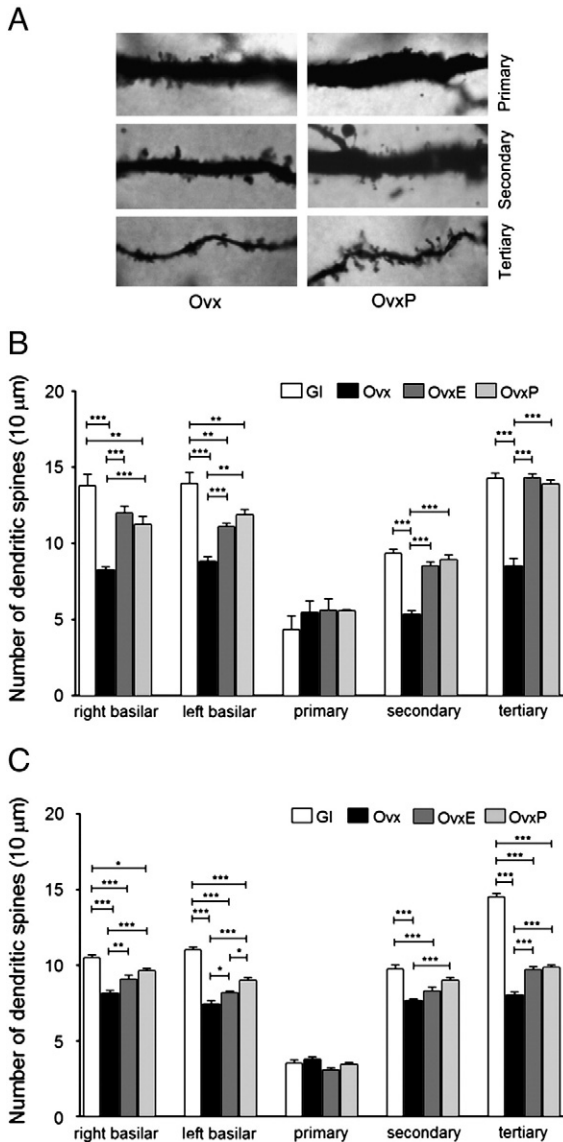 A
Primary
Secondary
Tertiary
Ovx OvxP
B
Number of dendritic spines (10 μm)
20
15
10
5
0
GI Ovx OvxE OvxP
*** ** *** ***
** ** *** ** ***
*** *** ***
*** *** ***
right basilar left basilar primary secondary tertiary
C
Number of dendritic spines (10 μm)
20
15
10
5
0
GI Ovx OvxE OvxP
* *** *** *** **
*** *** *** *** * *
*** *** ***
*** *** *** *** ***
right basilar left basilar primary secondary tertiary